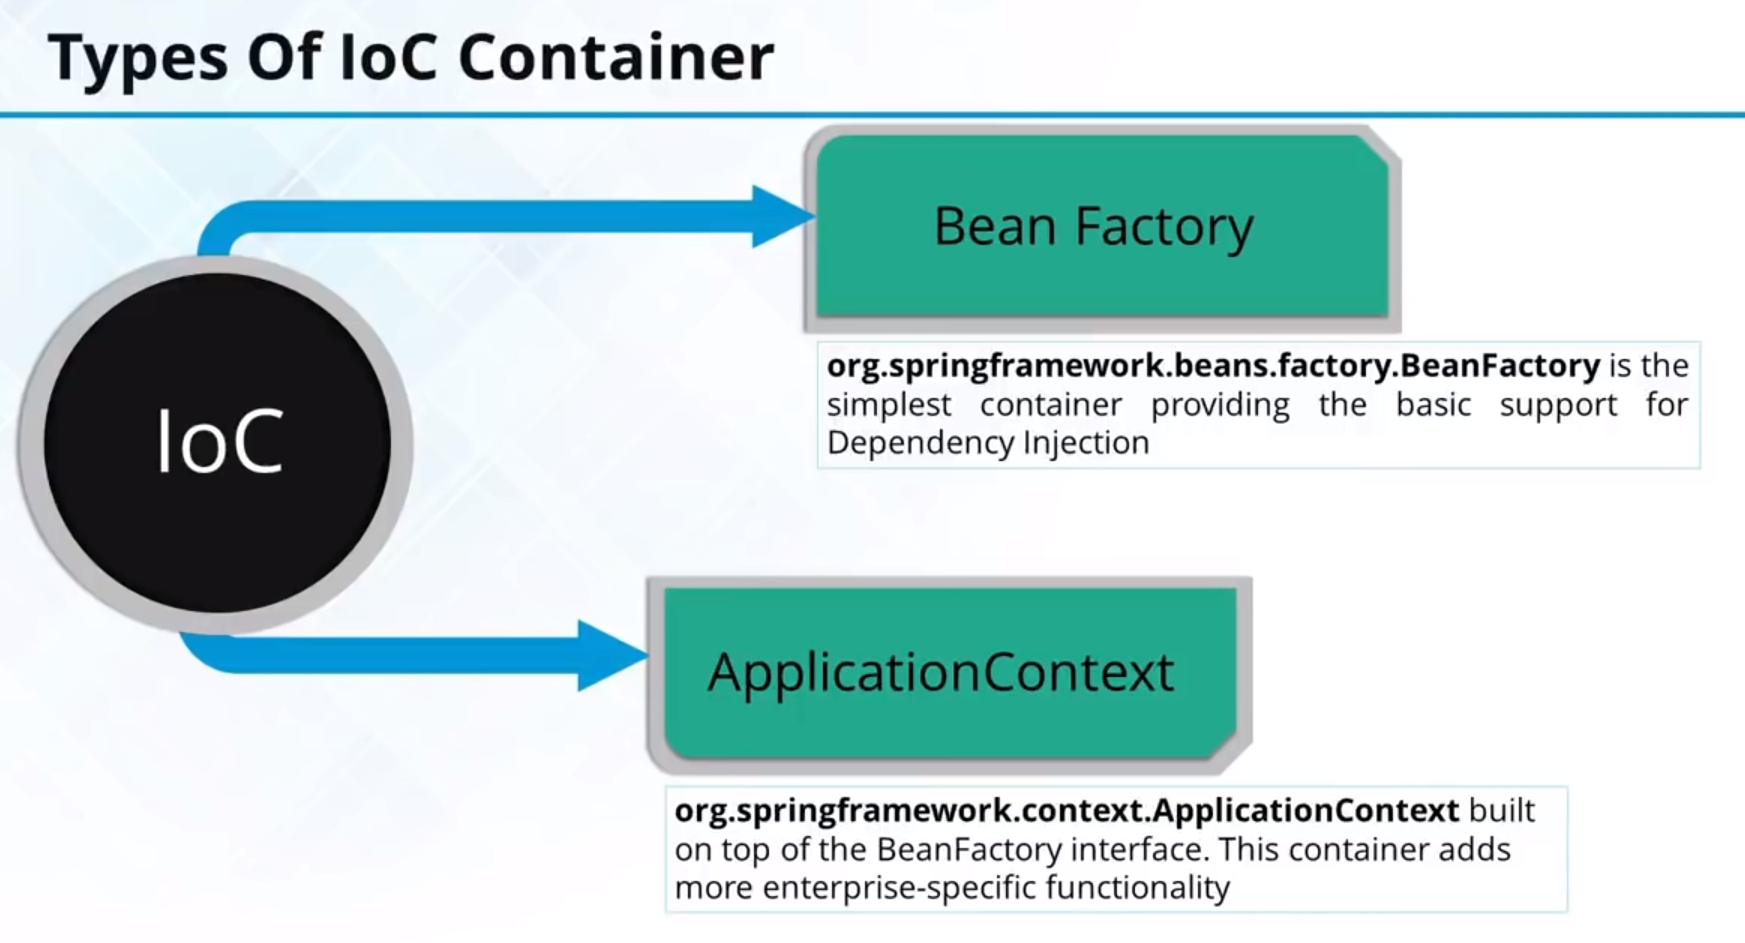 Types Of IoC Container
Bean Factory
org.springframework.beans.factory.BeanFactory is the
simplest container providing the basic support for
Dependency Injection
IoC
ApplicationContext
org.springframework.context.ApplicationContext built
on top of the BeanFactory interface. This container adds
more enterprise-specific functionality